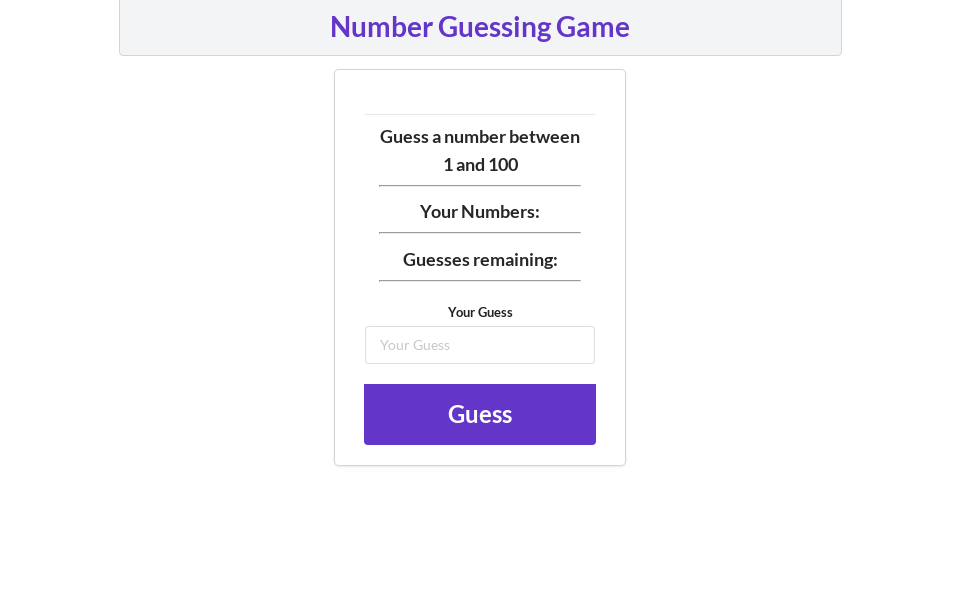 Number Guessing Game
Guess a number between
1 and 100
Your Numbers:
Guesses remaining:
Your Guess
Your Guess
Guess